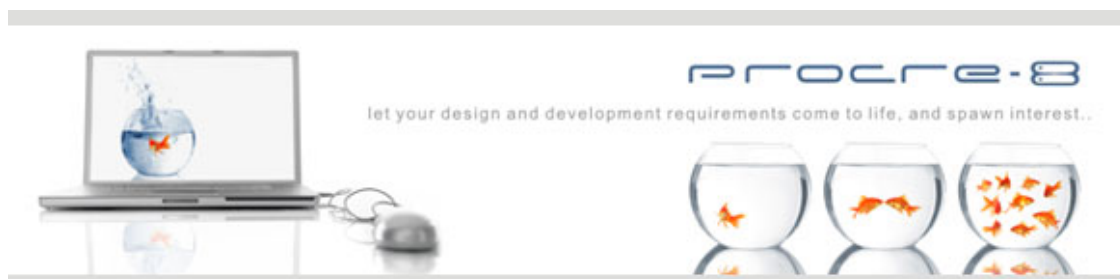 procre-8
let your design and development requirements come to life, and spawn interest..